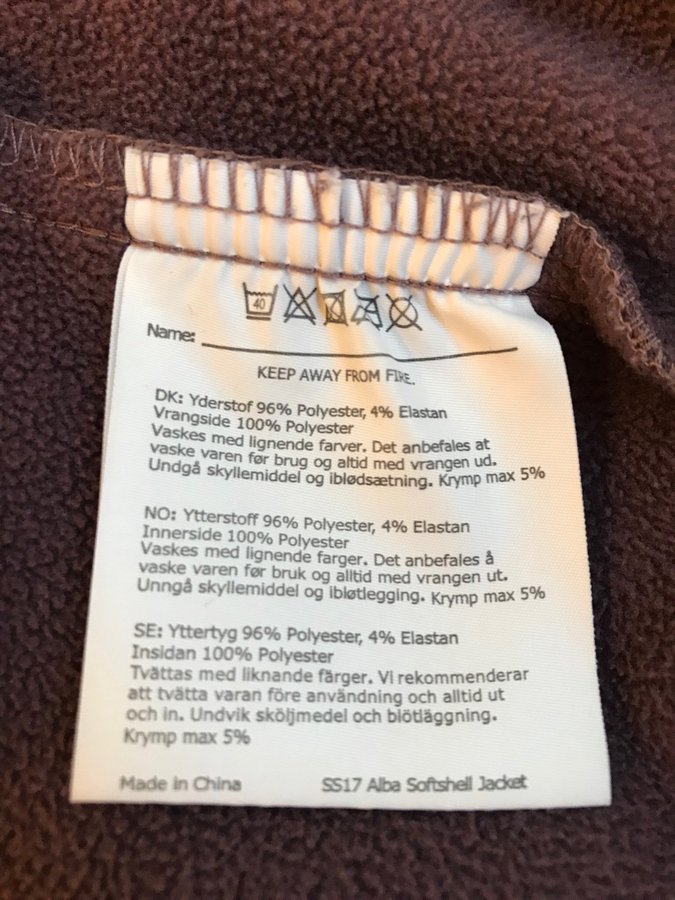 40
Name:
KEEP AWAY FROM FIRE.
DK: Yderstof 96% Polyester, 4% Elastan
Vrangside 100% Polyester
Vaskes med lignende farver. Det anbefales at
vaske varen før brug og altid med vrangen ud.
Undgå skyllemiddel og iblødsætning. Krymp max 5%
NO: Ytterstoff 96% Polyester, 4% Elastan
Innerside 100% Polyester
Vaskes med lignende farger. Det anbefales å
vaske varen før bruk og alltid med vrangen ut.
Unngå skyllemiddel og ibløtlegging. Krymp max 5%
SE: Yttertyg 96% Polyester, 4% Elastan
Insidan 100% Polyester
Tvättas med liknande färger. Vi rekommenderar
att tvätta varan före användning och alltid ut
och in. Undvik sköljmedel och blötläggning.
Krymp max 5%
Made in China SS17 Alba Softshell Jacket